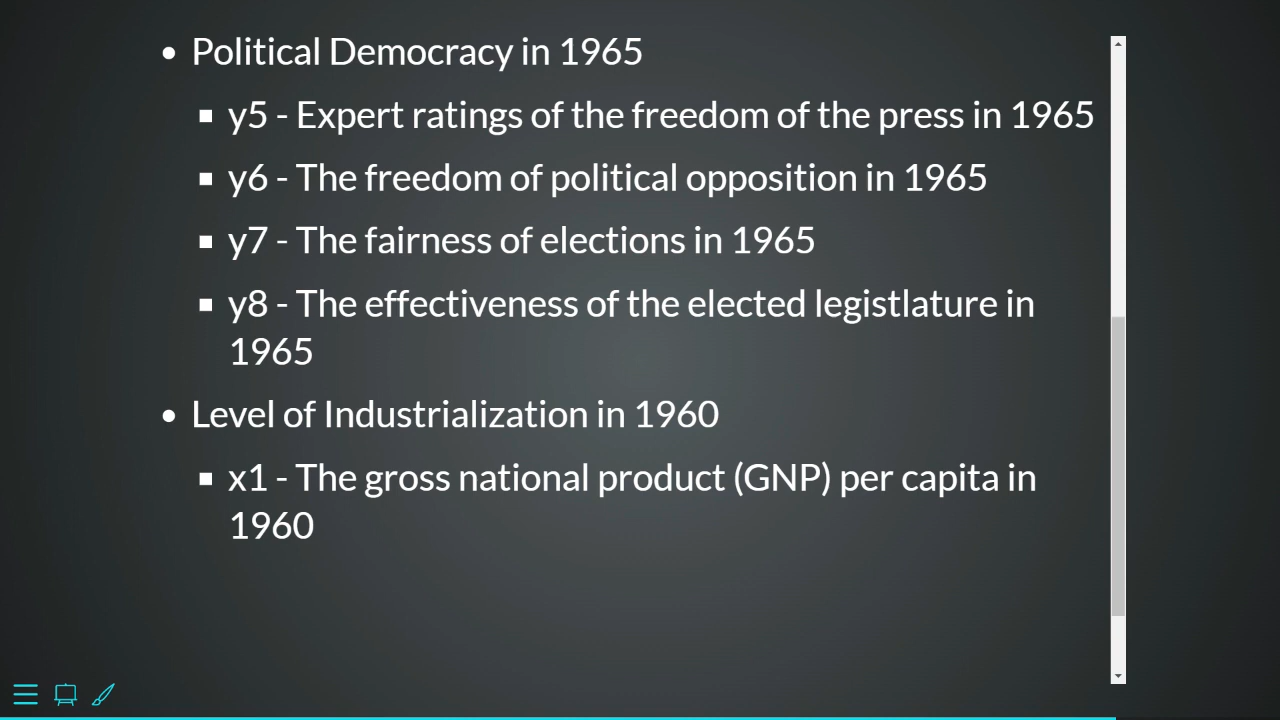 Political Democracy in 1965
y5 - Expert ratings of the freedom of the press in 1965
y6 - The freedom of political opposition in 1965
y7 - The fairness of elections in 1965
y8 - The effectiveness of the elected legistlature in
1965
Level of Industrialization in 1960
x1 - The gross national product (GNP) per capita in
1960